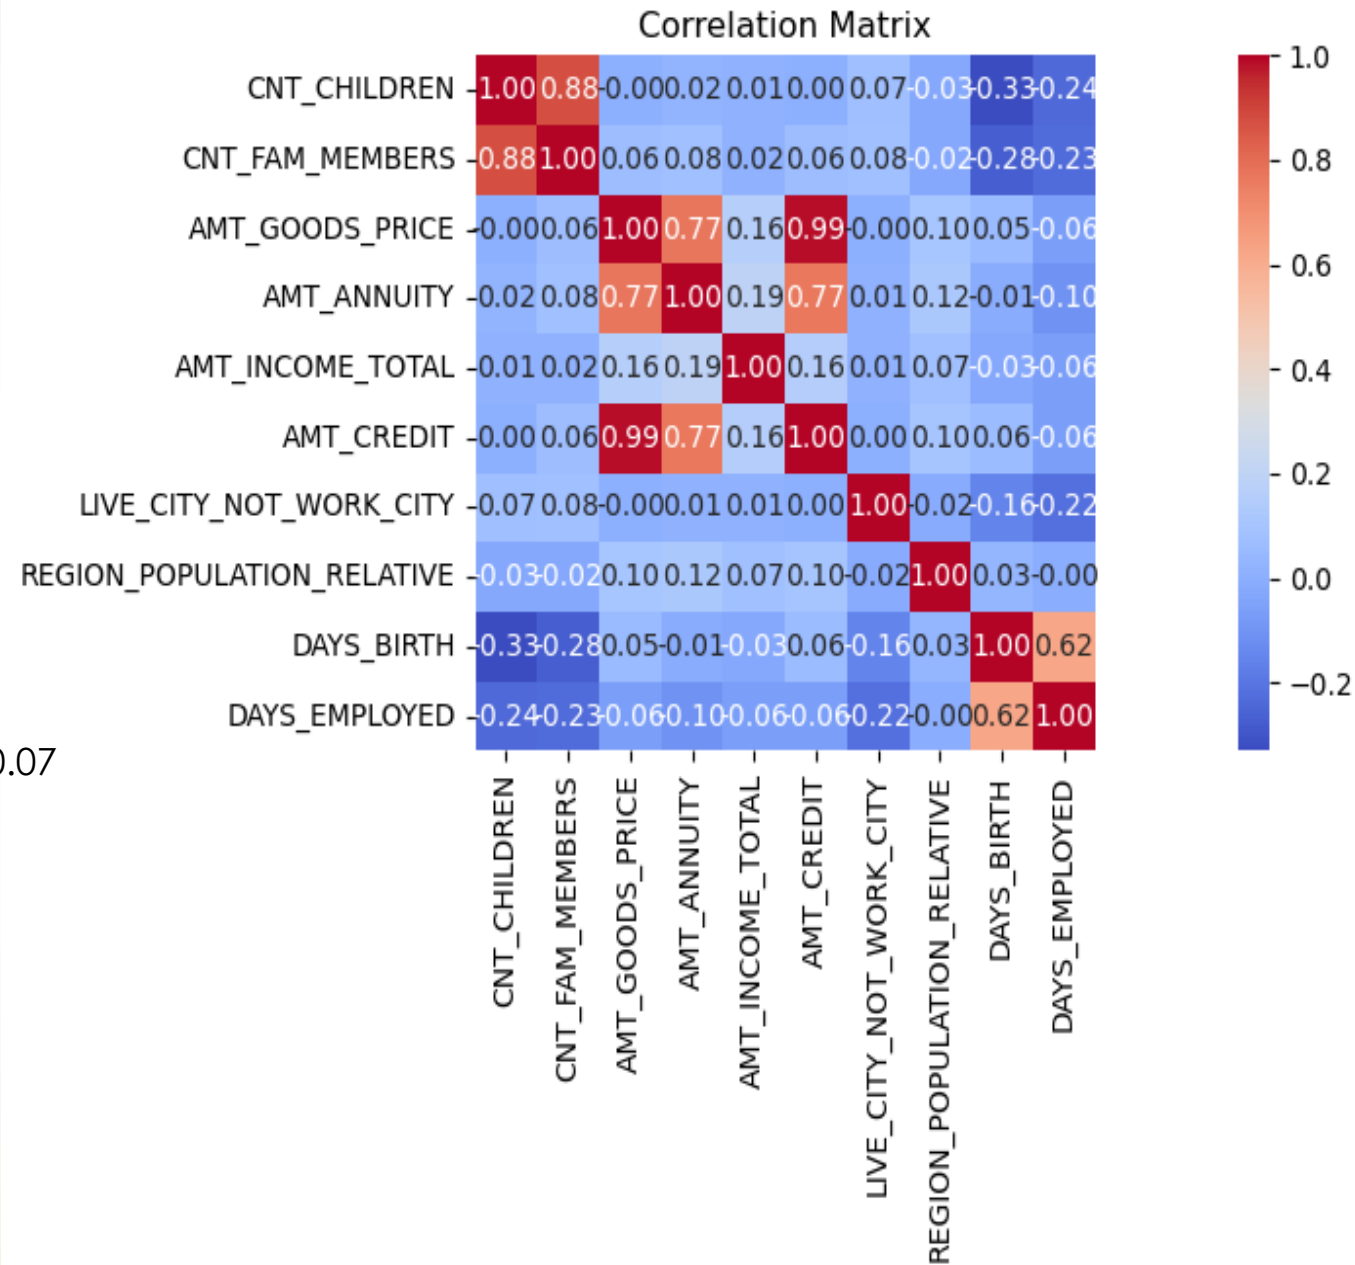 Correlation Matrix
CNT_CHILDREN 1.00 0.88 -0.00 0.02 0.01 0.00 0.07 -0.03 -0.33 -0.24
CNT_FAM_MEMBERS 0.88 1.00 0.06 0.08 0.02 0.06 0.08 -0.02 -0.28 -0.23
AMT_GOODS_PRICE -0.00 0.06 1.00 0.77 0.16 0.99 -0.00 0.10 0.05 -0.06
AMT_ANNUITY 0.02 0.08 0.77 1.00 0.19 0.77 0.01 0.12 -0.01 -0.10
AMT_INCOME_TOTAL 0.01 0.02 0.16 0.19 1.00 0.16 0.01 0.07 -0.03 -0.06
AMT_CREDIT 0.00 0.06 0.99 0.77 0.16 1.00 0.00 0.10 0.06 -0.06
LIVE_CITY_NOT_WORK_CITY 0.07 0.08 -0.00 0.01 0.01 0.00 1.00 -0.02 -0.16 -0.22
REGION_POPULATION_RELATIVE -0.03 -0.02 0.10 0.12 0.07 0.10 -0.02 1.00 0.03 -0.00
DAYS_BIRTH -0.33 -0.28 0.05 -0.01 -0.03 0.06 -0.16 0.03 1.00 0.62
DAYS_EMPLOYED -0.24 -0.23 -0.06 -0.10 -0.06 -0.06 -0.22 -0.00 0.62 1.00
0.07
CNT_CHILDREN
CNT_FAM_MEMBERS
AMT_GOODS_PRICE
AMT_ANNUITY
AMT_INCOME_TOTAL
AMT_CREDIT
LIVE_CITY_NOT_WORK_CITY
REGION_POPULATION_RELATIVE
DAYS_BIRTH
DAYS_EMPLOYED
1.0
0.8
0.6
0.4
0.2
0.0
−0.2